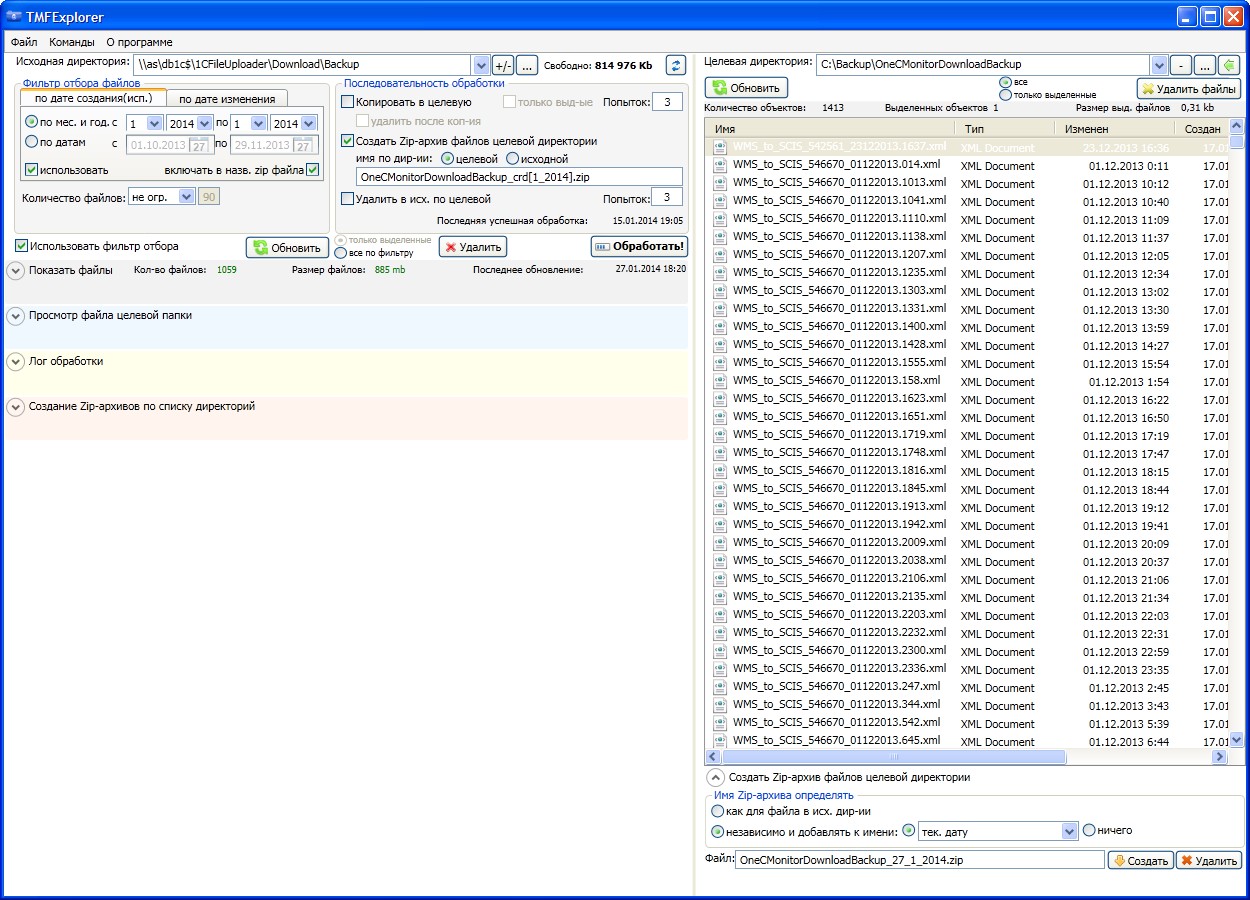 TMFExplorer
Файл Команды О программе
Исходная директория: \\as\db1c$\1CFileUploader\Download\Backup +/- ... Свободно: 814 976 Kb
Фильтр отбора файлов
по дате создания(исп.) по дате изменения
по мес. и год. с 1 2014 по 1 2014
по датам с 01.10.2013 27 по 29.11.2013 27
использовать включать в назв. zip файла
Количество файлов: не огр. 90
Использовать фильтр отбора Обновить
Последовательность обработки
Копировать в целевую только выд-ые Попыток: 3
удалить после коп-ия
Создать Zip-архив файлов целевой директории
имя по дир-ии: целевой исходной
OneCMonitorDownloadBackup_crd[1_2014].zip
Удалить в исх. по целевой Попыток: 3
Последняя успешная обработка: 15.01.2014 19:05
только выделенные
все по фильтру
Удалить Обработать!
Показать файлы Кол-во файлов: 1059 Размер файлов: 885 mb Последнее обновление: 27.01.2014 18:20
Просмотр файла целевой папки
Лог обработки
Создание Zip-архивов по списку директорий
Целевая директория: C:\Backup\OneCMonitorDownloadBackup - ...
Обновить
все
только выделенные
Удалить файлы
Количество объектов: 1413 Выделенных объектов 1 Размер выд. файлов 0,31 kb
Имя Тип Изменен Создан
WMS_to_SCIS_542561_23122013.1637.xml XML Document 23.12.2013 16:36 17.01
WMS_to_SCIS_546670_01122013.014.xml XML Document 01.12.2013 0:11 17.01
WMS_to_SCIS_546670_01122013.1013.xml XML Document 01.12.2013 10:12 17.01
WMS_to_SCIS_546670_01122013.1041.xml XML Document 01.12.2013 10:40 17.01
WMS_to_SCIS_546670_01122013.1110.xml XML Document 01.12.2013 11:09 17.01
WMS_to_SCIS_546670_01122013.1138.xml XML Document 01.12.2013 11:37 17.01
WMS_to_SCIS_546670_01122013.1207.xml XML Document 01.12.2013 12:05 17.01
WMS_to_SCIS_546670_01122013.1235.xml XML Document 01.12.2013 12:34 17.01
WMS_to_SCIS_546670_01122013.1303.xml XML Document 01.12.2013 13:02 17.01
WMS_to_SCIS_546670_01122013.1331.xml XML Document 01.12.2013 13:30 17.01
WMS_to_SCIS_546670_01122013.1400.xml XML Document 01.12.2013 13:59 17.01
WMS_to_SCIS_546670_01122013.1428.xml XML Document 01.12.2013 14:27 17.01
WMS_to_SCIS_546670_01122013.1555.xml XML Document 01.12.2013 15:54 17.01
WMS_to_SCIS_546670_01122013.158.xml XML Document 01.12.2013 1:54 17.01
WMS_to_SCIS_546670_01122013.1623.xml XML Document 01.12.2013 16:22 17.01
WMS_to_SCIS_546670_01122013.1651.xml XML Document 01.12.2013 16:50 17.01
WMS_to_SCIS_546670_01122013.1719.xml XML Document 01.12.2013 17:19 17.01
WMS_to_SCIS_546670_01122013.1748.xml XML Document 01.12.2013 17:47 17.01
WMS_to_SCIS_546670_01122013.1816.xml XML Document 01.12.2013 18:15 17.01
WMS_to_SCIS_546670_01122013.1845.xml XML Document 01.12.2013 18:44 17.01
WMS_to_SCIS_546670_01122013.1913.xml XML Document 01.12.2013 19:12 17.01
WMS_to_SCIS_546670_01122013.1942.xml XML Document 01.12.2013 19:41 17.01
WMS_to_SCIS_546670_01122013.2009.xml XML Document 01.12.2013 20:09 17.01
WMS_to_SCIS_546670_01122013.2038.xml XML Document 01.12.2013 20:37 17.01
WMS_to_SCIS_546670_01122013.2106.xml XML Document 01.12.2013 21:06 17.01
WMS_to_SCIS_546670_01122013.2135.xml XML Document 01.12.2013 21:34 17.01
WMS_to_SCIS_546670_01122013.2203.xml XML Document 01.12.2013 22:03 17.01
WMS_to_SCIS_546670_01122013.2232.xml XML Document 01.12.2013 22:31 17.01
WMS_to_SCIS_546670_01122013.2300.xml XML Document 01.12.2013 22:59 17.01
WMS_to_SCIS_546670_01122013.2336.xml XML Document 01.12.2013 23:35 17.01
WMS_to_SCIS_546670_01122013.247.xml XML Document 01.12.2013 2:45 17.01
WMS_to_SCIS_546670_01122013.344.xml XML Document 01.12.2013 3:43 17.01
WMS_to_SCIS_546670_01122013.542.xml XML Document 01.12.2013 5:39 17.01
WMS_to_SCIS_546670_01122013.645.xml XML Document 01.12.2013 6:44 17.01
Создать Zip-архив файлов целевой директории
Имя Zip-архива определять
как для файла в исх. дир-ии
независимо и добавлять к имени: тек. дату ничего
Файл: OneCMonitorDownloadBackup_27_1_2014.zip Создать Удалить